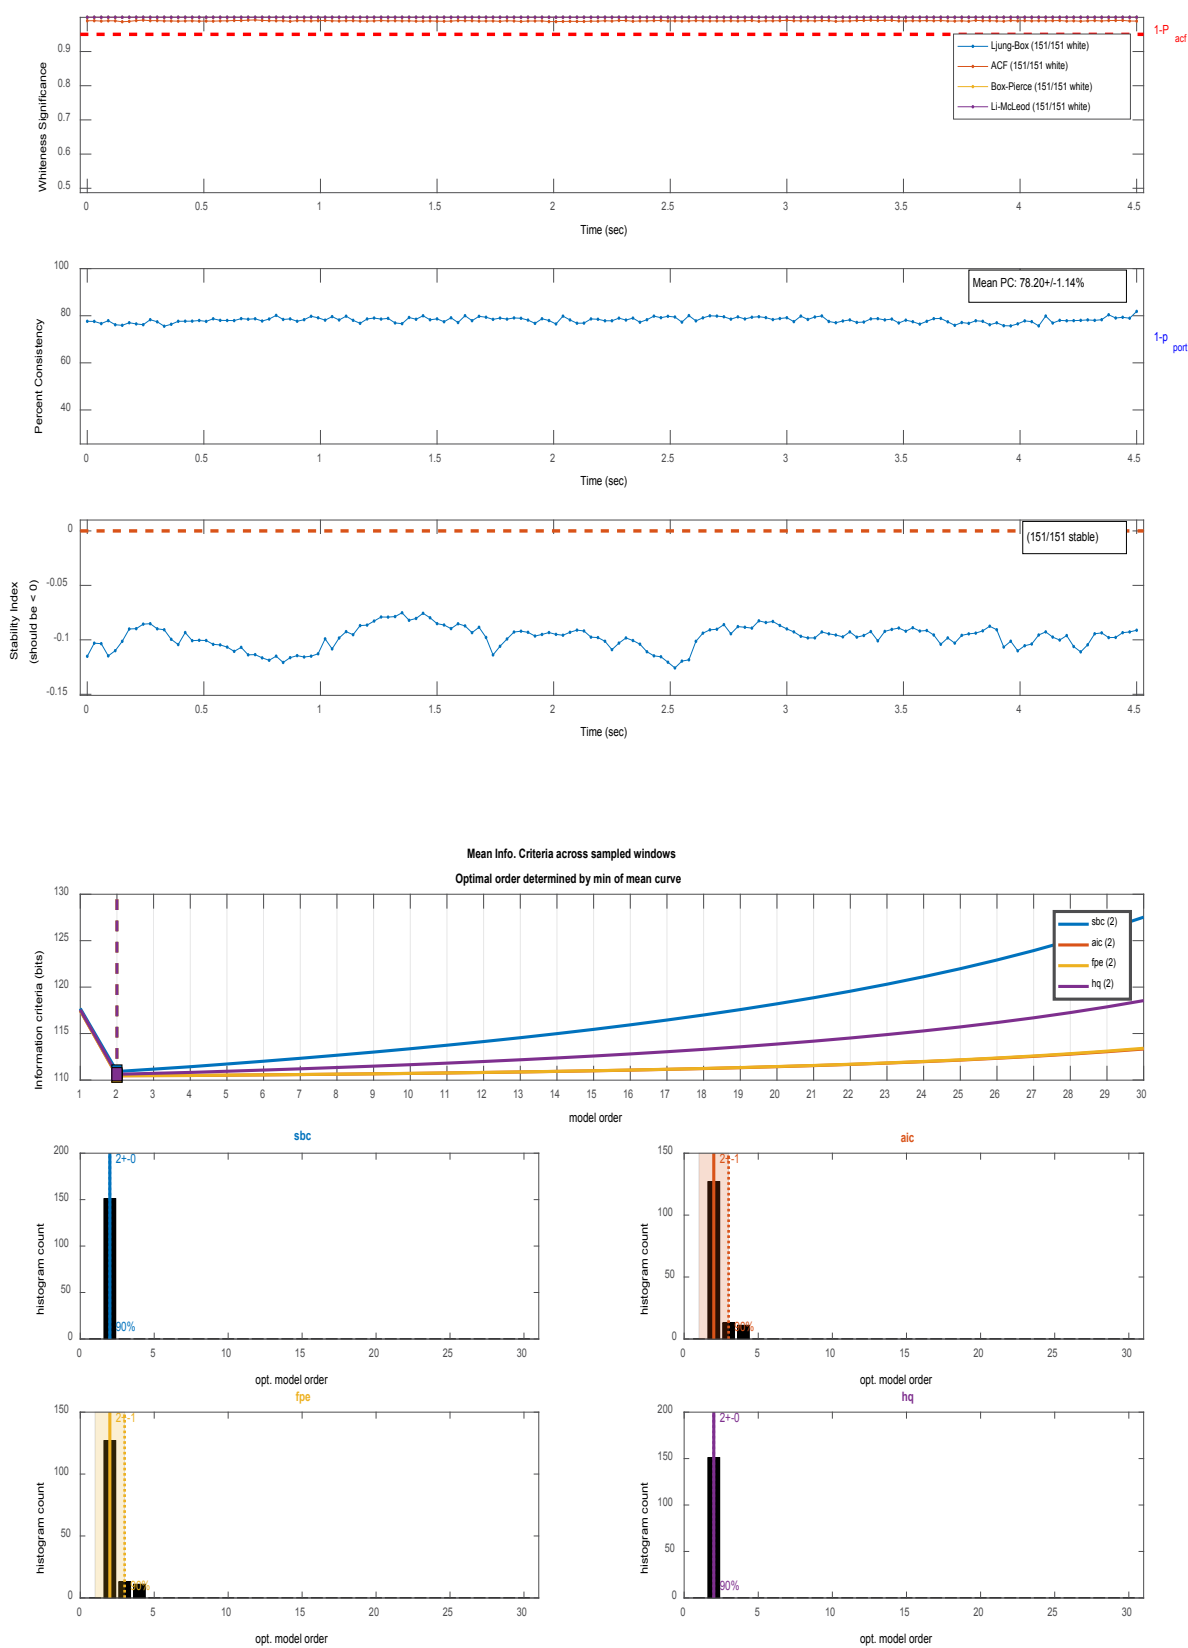 1-P acf
0.9
0.8
0.7
0.6
0.5
Whiteness Significance
Ljung-Box (151/151 white)
ACF (151/151 white)
Box-Pierce (151/151 white)
Li-McLeod (151/151 white)
0 0.5 1 1.5 2 2.5 3 3.5 4 4.5
Time (sec)
100
80
60
40
Percent Consistency
Mean PC: 78.20+/-1.14%
1-p port
0 0.5 1 1.5 2 2.5 3 3.5 4 4.5
Time (sec)
0
-0.05
-0.1
-0.15
Stability Index
(should be < 0)
(151/151 stable)
0 0.5 1 1.5 2 2.5 3 3.5 4 4.5
Time (sec)
Mean Info. Criteria across sampled windows
Optimal order determined by min of mean curve
130
125
120
115
110
Information criteria (bits)
sbc (2)
aic (2)
fpe (2)
hq (2)
1 2 3 4 5 6 7 8 9 10 11 12 13 14 15 16 17 18 19 20 21 22 23 24 25 26 27 28 29 30
model order
sbc
200
150
100
50
0
histogram count
2+-0
90%
0 5 10 15 20 25 30
opt. model order
aic
150
100
50
0
histogram count
2+-1
90%
0 5 10 15 20 25 30
opt. model order
fpe
150
100
50
0
histogram count
2+-1
90%
0 5 10 15 20 25 30
opt. model order
hq
200
150
100
50
0
histogram count
2+-0
90%
0 5 10 15 20 25 30
opt. model order